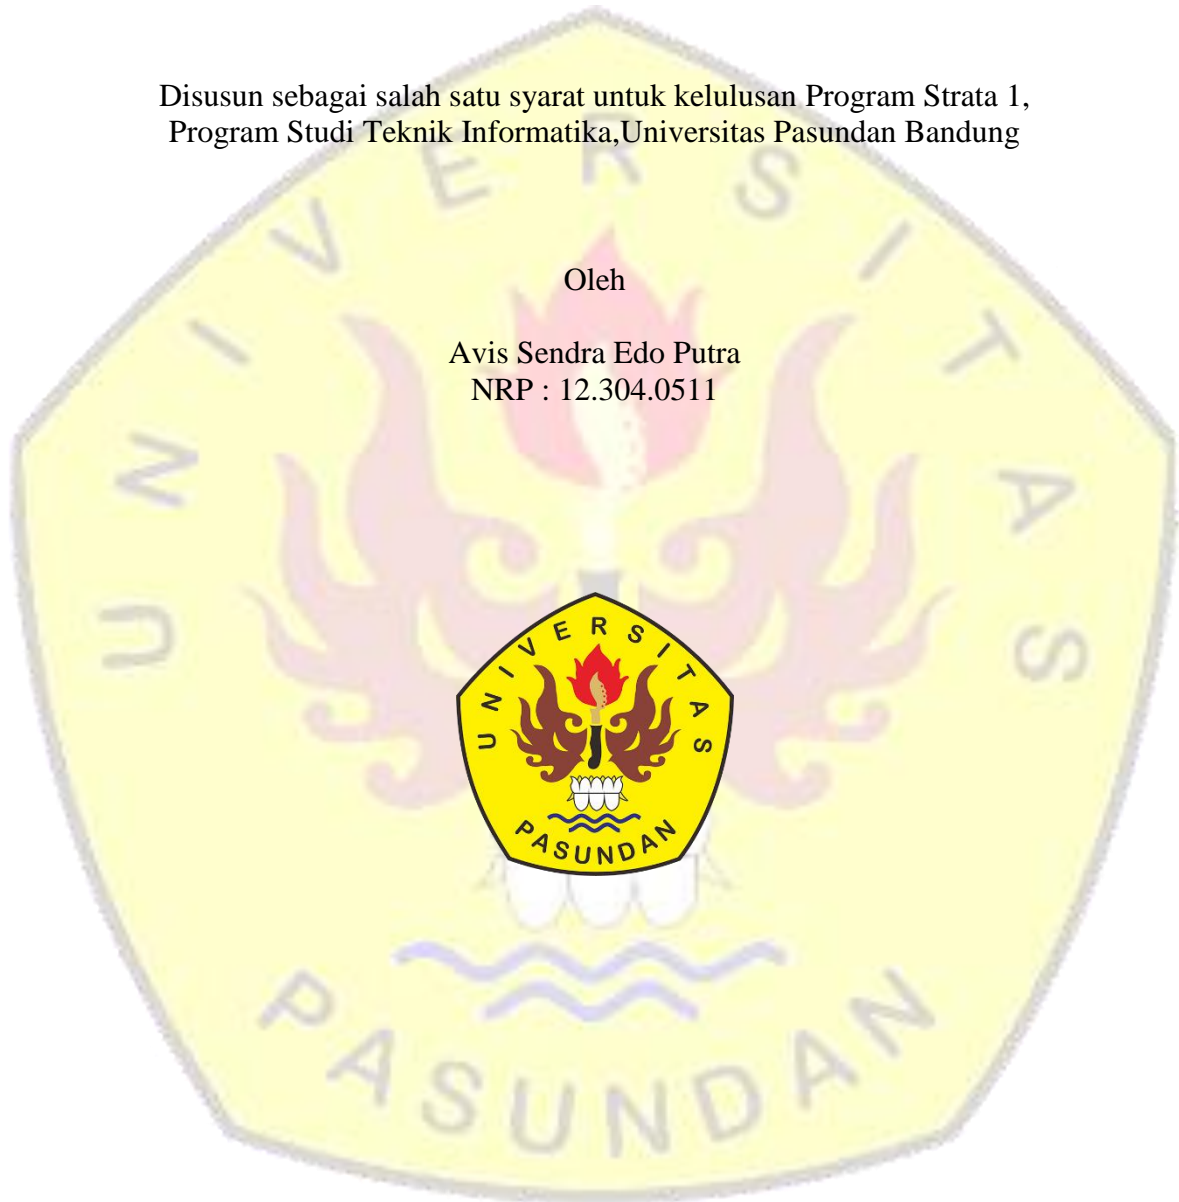 Disusun sebagai salah satu syarat untuk kelulusan Program Strata 1,
Program Studi Teknik Informatika,Universitas Pasundan Bandung
Oleh
Avis Sendra Edo Putra
NRP : 12.304.0511
UNIVERSITAS
PASUNDAN
UNIVERSITAS
PASUNDAN